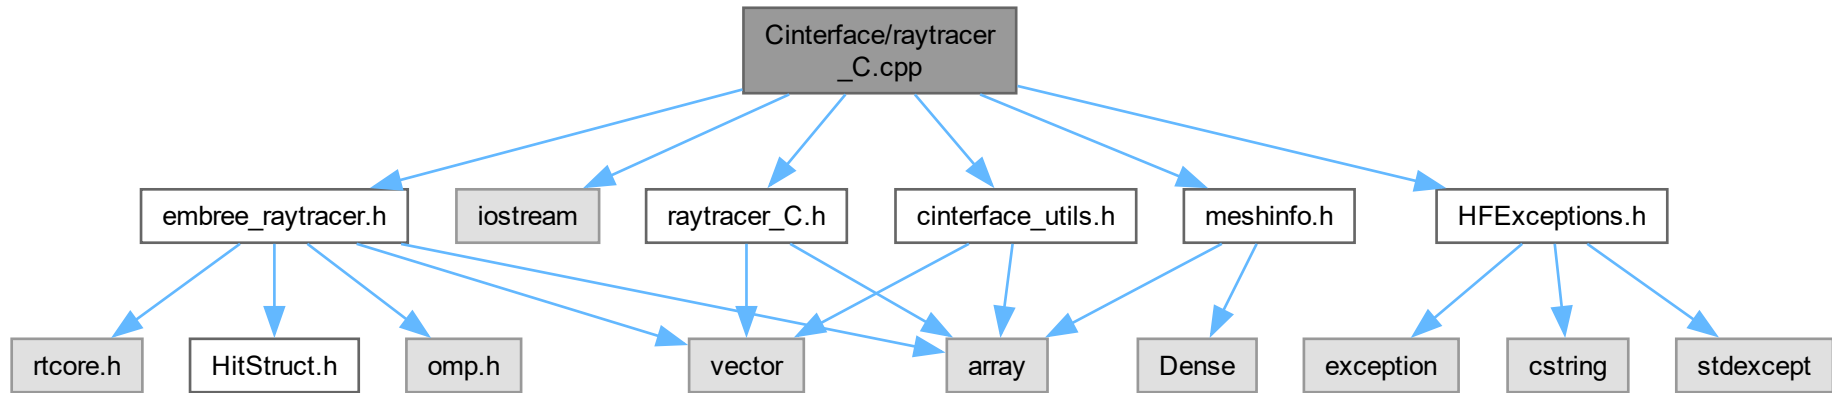 Cinterface/raytracer
_C.cpp
embree_raytracer.h
iostream
raytracer_C.h
cinterface_utils.h
meshinfo.h
HFExceptions.h
rtcore.h
HitStruct.h
omp.h
vector
array
Dense
exception
cstring
stdexcept